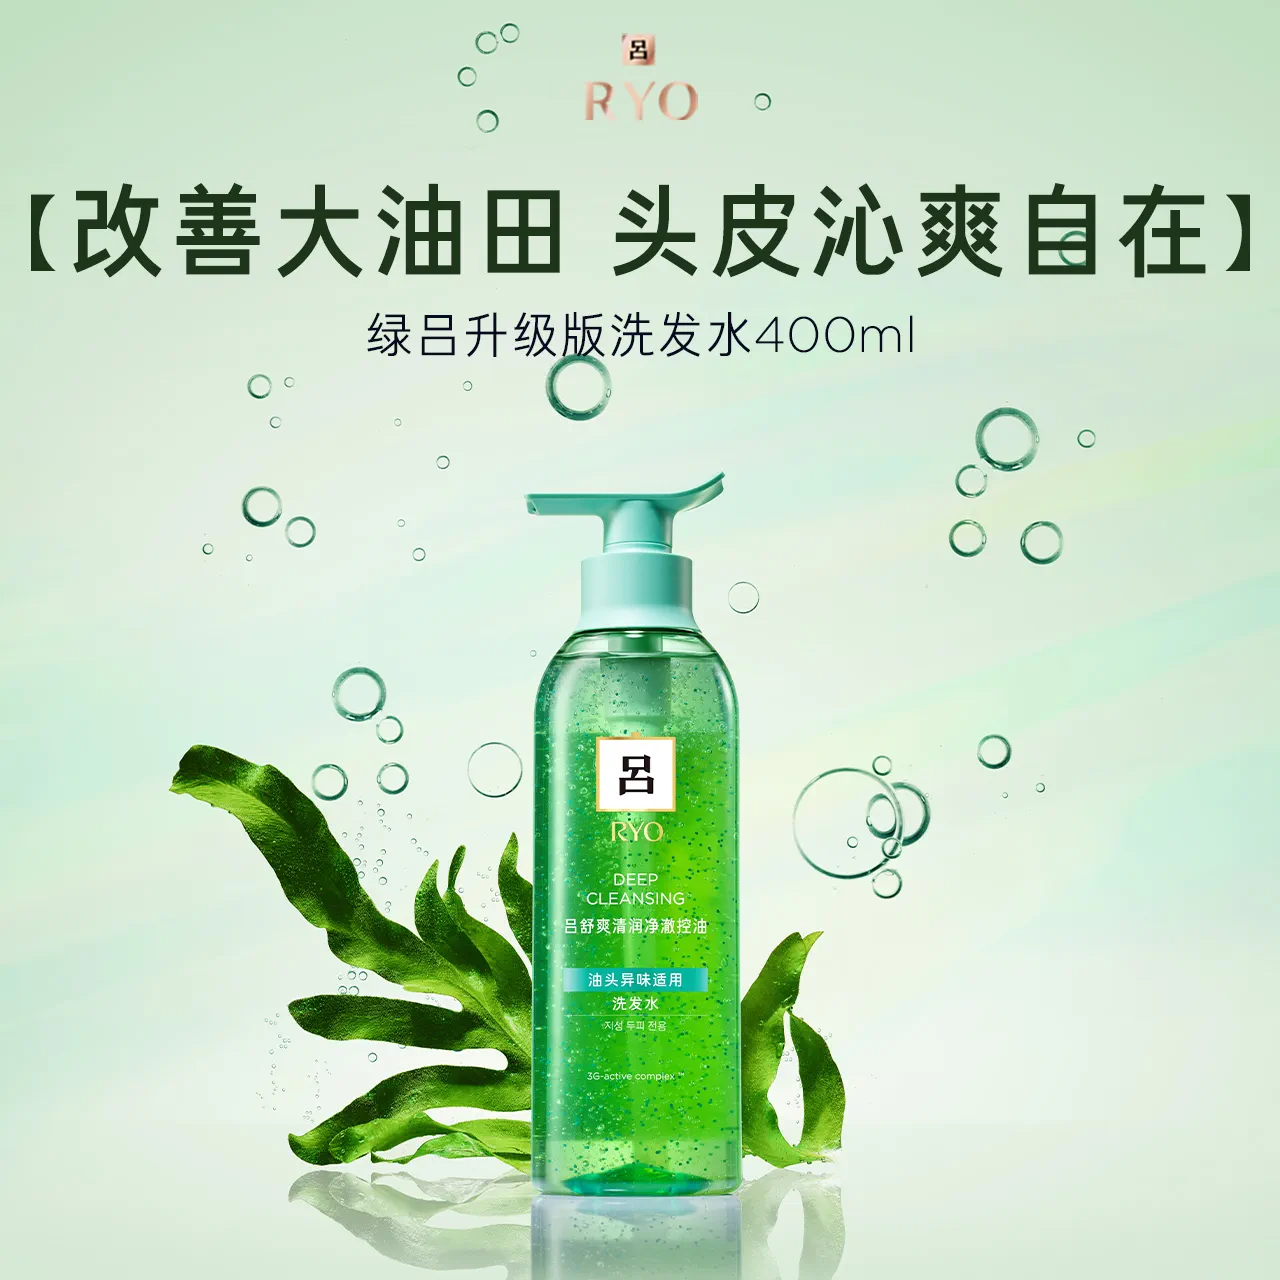 呂
RYO
【改善大油田 头皮沁爽自在】
绿吕升级版洗发水400ml
呂
RYO
DEEP
CLEANSING
吕舒爽清润净澈控油
油头异味适用
洗发水
지성 두피 전용
3G-active complex™